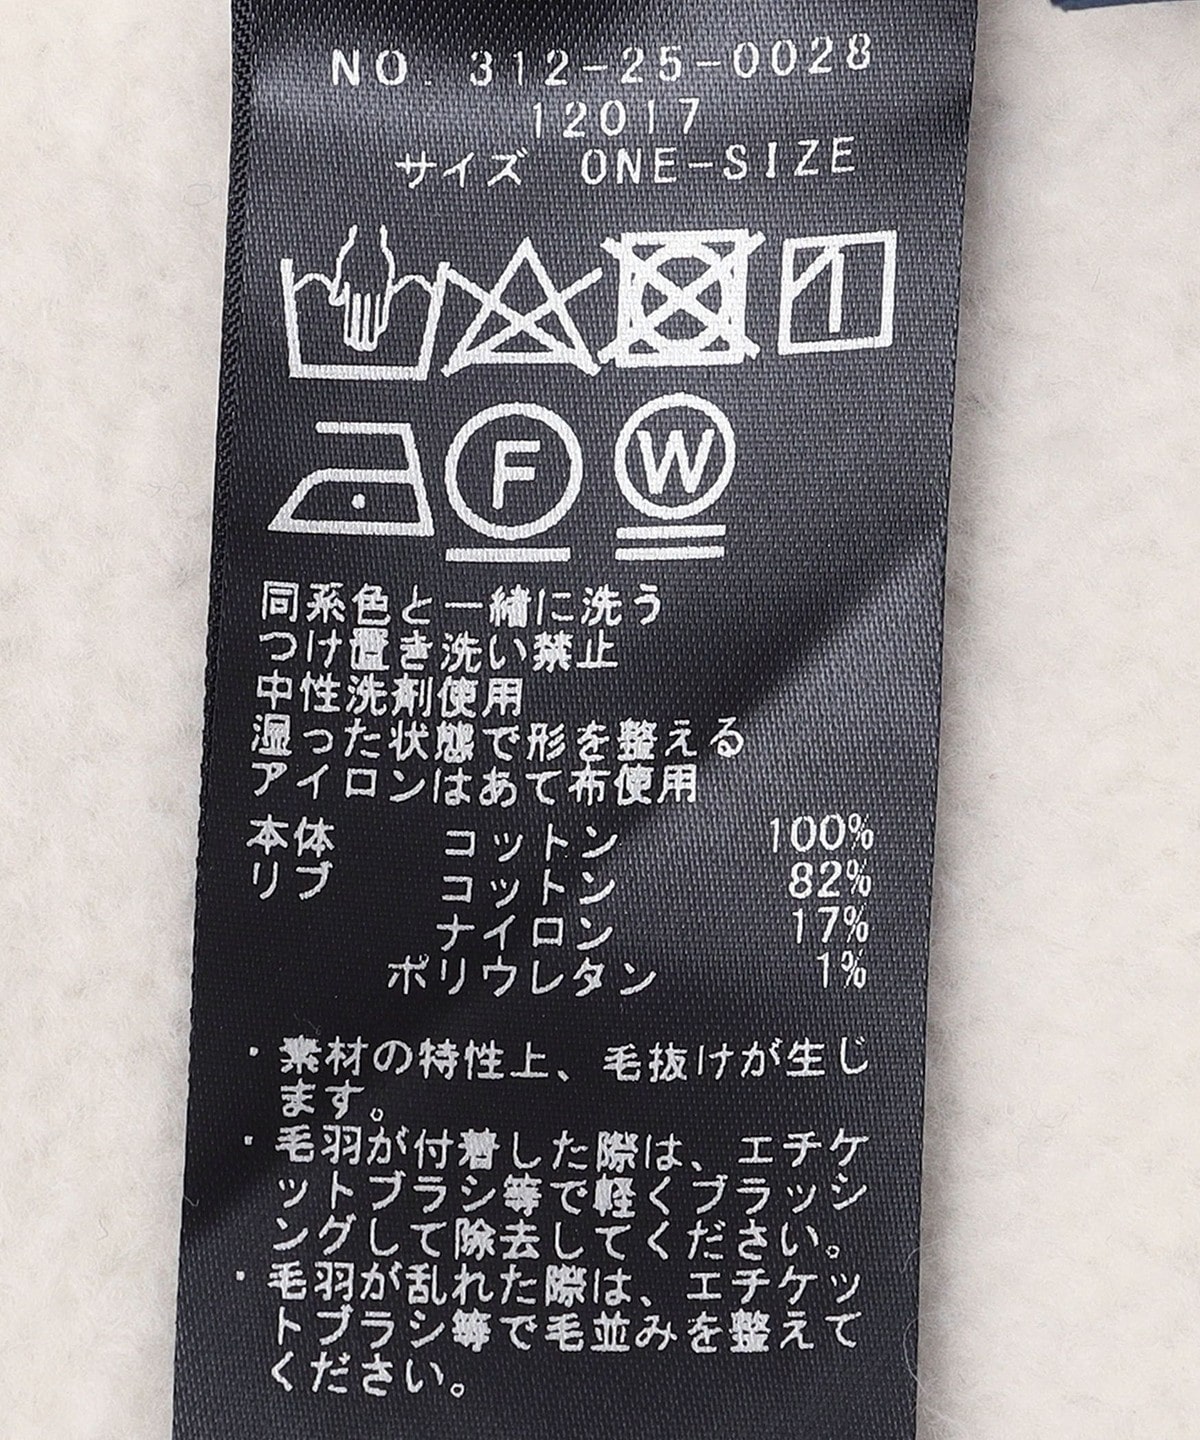 NO. 312-25-0028
12017
サイズ ONE-SIZE
F W
同系色と一緒に洗う
つけ置き洗い禁止
中性洗剤使用
湿った状態で形を整える
アイロンはあて布使用
本体 コットン 100%
リブ コットン 82%
ナイロン 17%
ポリウレタン 1%
・素材の特性上、毛抜けが生じ
ます。
・毛羽が付着した際は、エチケ
ットブラシ等で軽くブラッシ
ングして除去してください。
・毛羽が乱れた際は、エチケッ
トブラシ等で毛並みを整えて
ください。